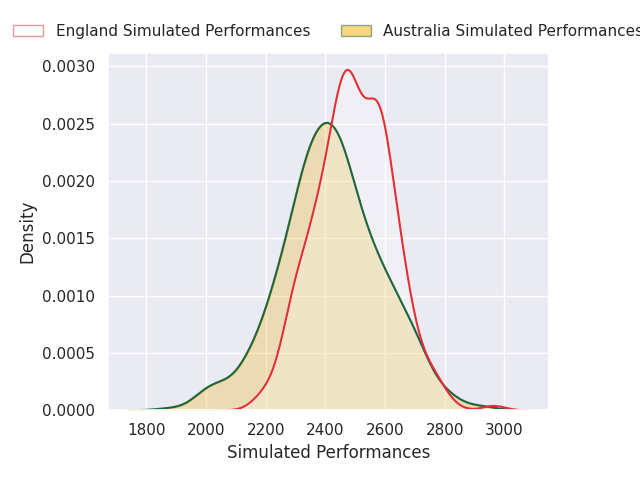 England Simulated Performances
Australia Simulated Performances
0.0030
0.0025
0.0020
0.0015
0.0010
0.0005
0.0000
Density
1800 2000 2200 2400 2600 2800 3000
Simulated Performances